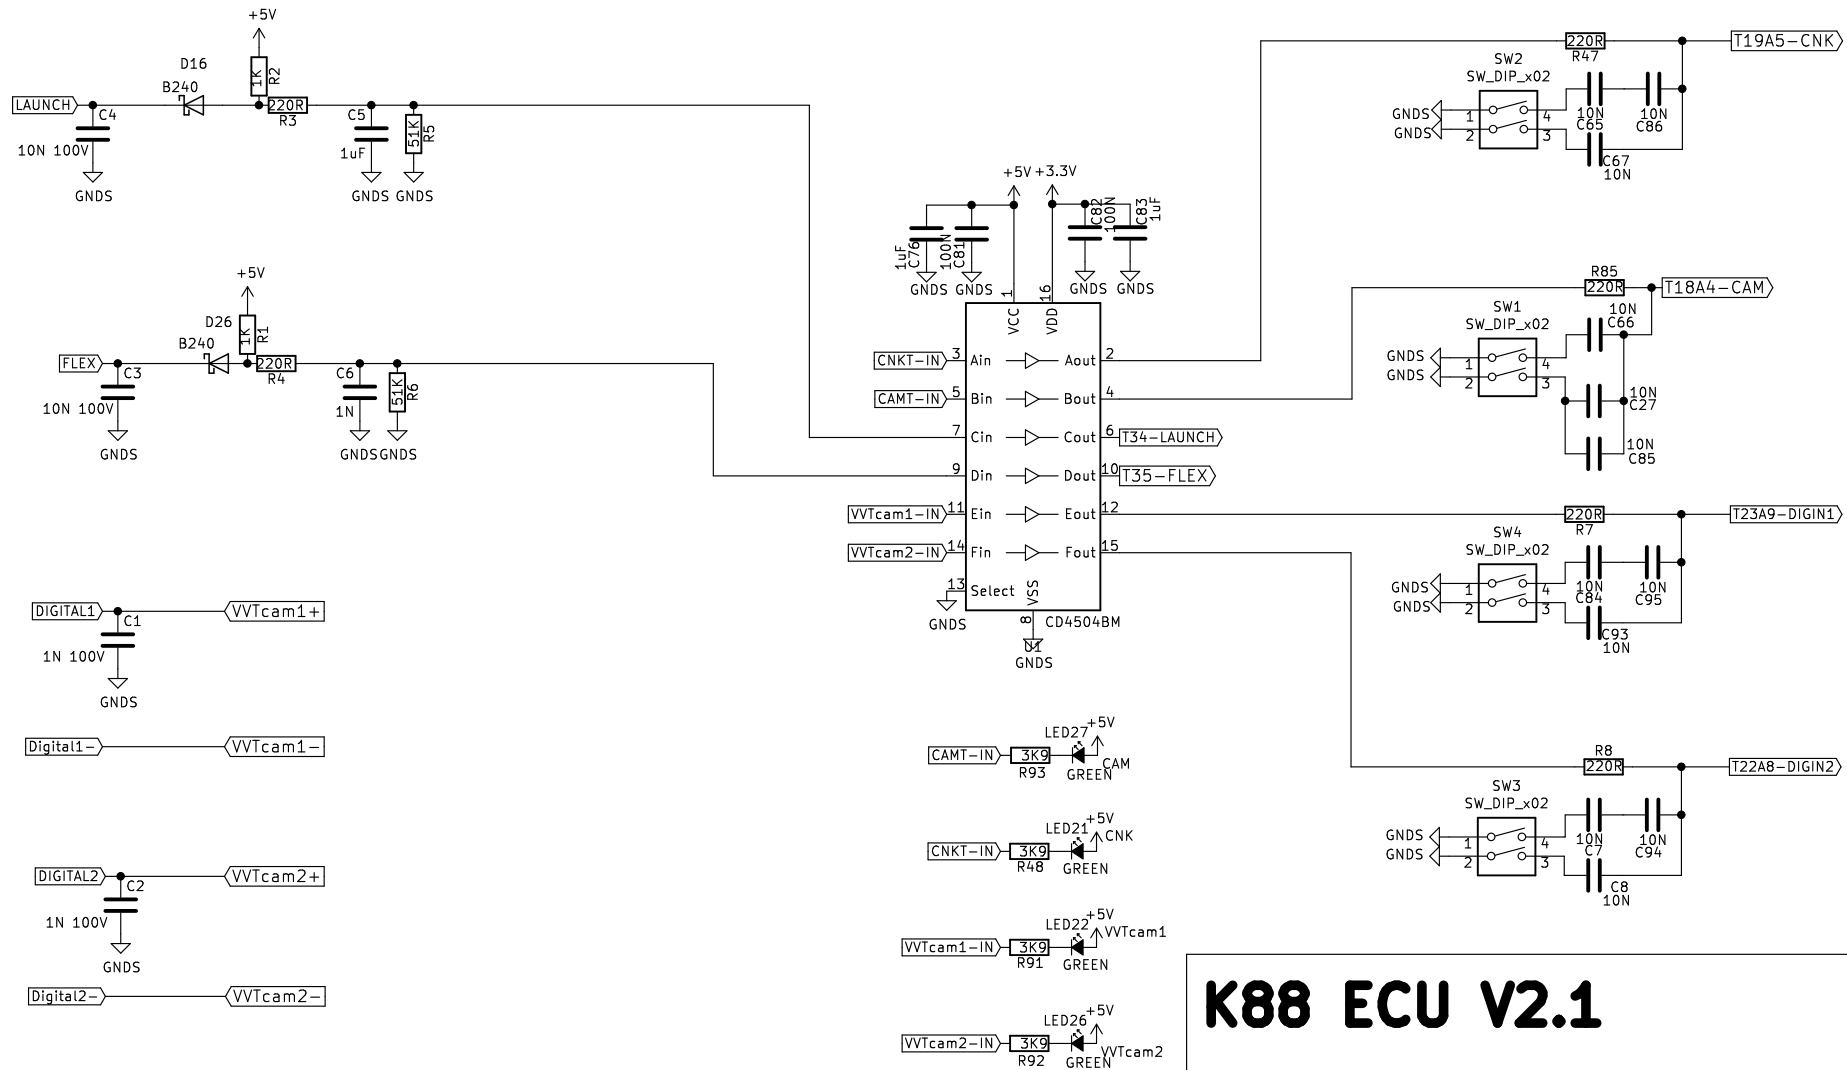 +5V
D16
B240
1K
R2
LAUNCH
C4
220R
R3
C5
51K
R5
10N 100V
1uF
GNDS
GNDS
GNDS
+5V
D26
B240
1K
R1
FLEX
C3
220R
R4
C6
51K
R6
10N 100V
1N
GNDS
GNDS
GNDS
DIGITAL1
C1
VVTcam1+
1N 100V
GNDS
Digital1-
VVTcam1-
DIGITAL2
C2
VVTcam2+
1N 100V
GNDS
Digital2-
VVTcam2-
+5V
+3.3V
1uF
C76
100N
C81
C82
100N
C83
1uF
GNDS
GNDS
GNDS
GNDS
1
16
VCC
VDD
CNKT-IN
3
Ain
Aout
2
CAMT-IN
5
Bin
Bout
4
7
Cin
Cout
6
T34-LAUNCH
9
Din
Dout
10
T35-FLEX
VVTcam1-IN
11
Ein
Eout
12
VVTcam2-IN
14
Fin
Fout
15
13
Select
VSS
8
GNDS
CD4504BM
U1
GNDS
CAMT-IN
3K9
R93
LED27
+5V
GREEN
CAM
CNKT-IN
3K9
R48
LED21
+5V
CNK
GREEN
VVTcam1-IN
3K9
R91
LED22
+5V
VVTcam1
GREEN
VVTcam2-IN
3K9
R92
LED26
+5V
GREEN
VVTcam2
220R
R47
T19A5-CNK
SW2
SW_DIP_x02
GNDS
GNDS
1
2
4
3
10N
C65
10N
C86
C67
10N
R85
220R
T18A4-CAM
SW1
SW_DIP_x02
10N
C66
GNDS
GNDS
1
2
4
3
10N
C27
10N
C85
220R
R7
T23A9-DIGIN1
SW4
SW_DIP_x02
GNDS
GNDS
1
2
4
3
10N
C84
10N
C95
C93
10N
R8
220R
T22A8-DIGIN2
SW3
SW_DIP_x02
GNDS
GNDS
1
2
4
3
10N
C7
10N
C94
C8
10N
K88 ECU V2.1